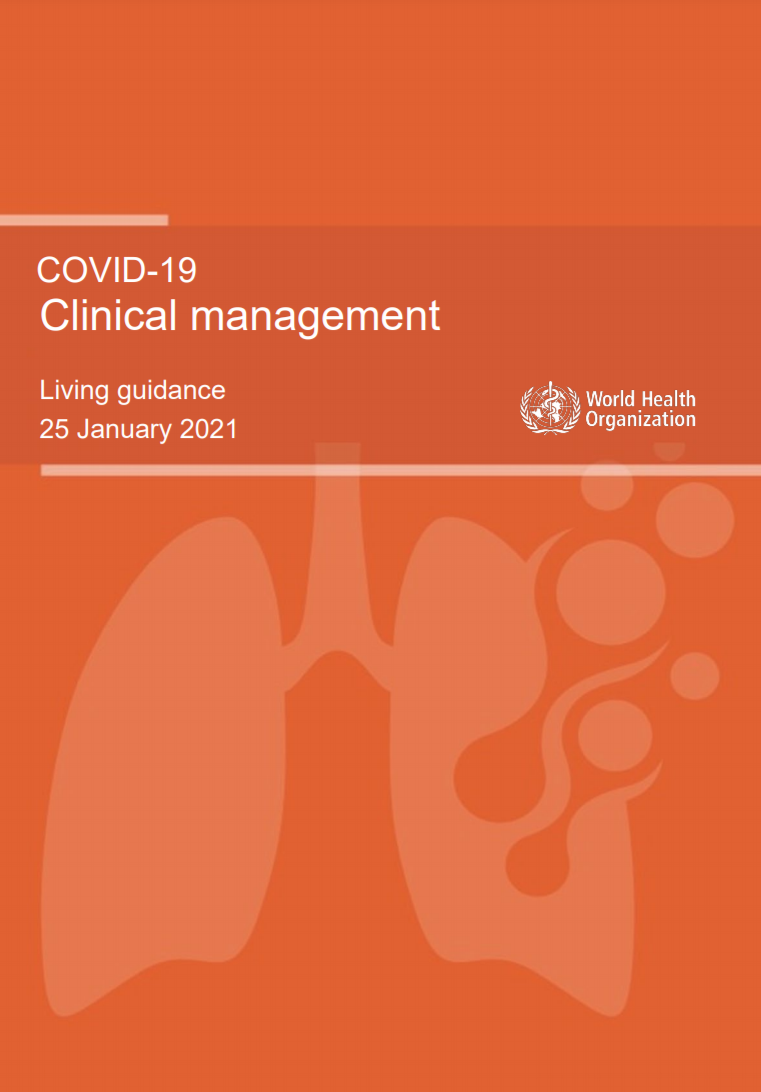 COVID-19
Clinical management
Living guidance
25 January 2021
World Health
Organization